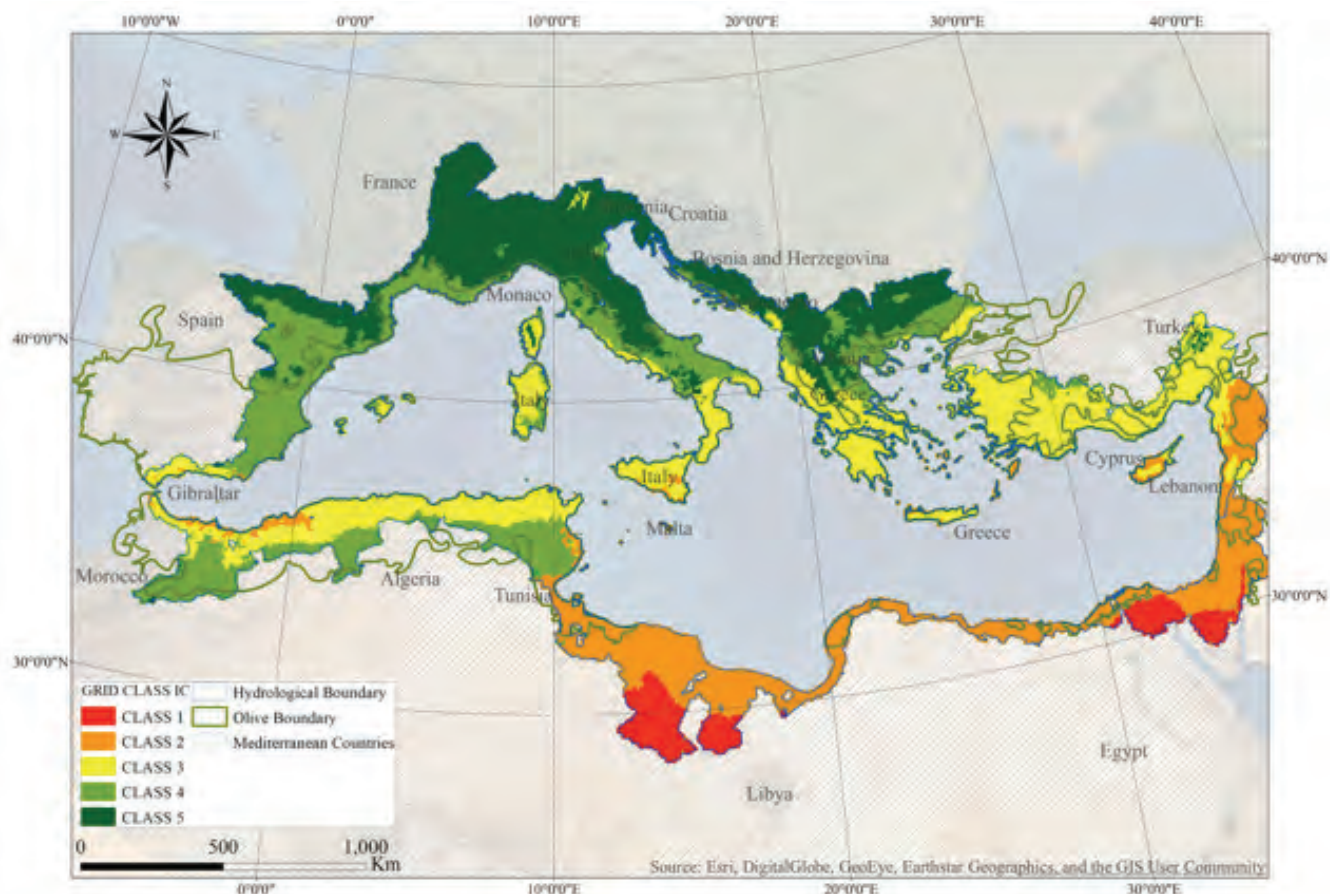 10°0'0"W 0°0'0" 10°0'0"E 20°0'0"E 30°0'0"E 40°0'0"E
N
W E
S
France
Croatia
Bosnia and Herzegovina
40°0'0"N
Monaco
Spain
Turkey
40°0'0"N
Italy
Greece
Cyprus
Italy
Lebanon
Gibraltar
Malta
Greece
Morocco
Algeria
Tunisia
30°0'0"N
30°0'0"N
GRID CLASS IC
CLASS 1
CLASS 2
CLASS 3
CLASS 4
CLASS 5
Hydrological Boundary
Olive Boundary
Mediterranean Countries
Egypt
Libya
0 500 1,000
Km
Source: Esri, DigitalGlobe, GeoEye, Earthstar Geographics, and the GIS User Community
0°0'0" 10°0'0"E 20°0'0"E 30°0'0"E